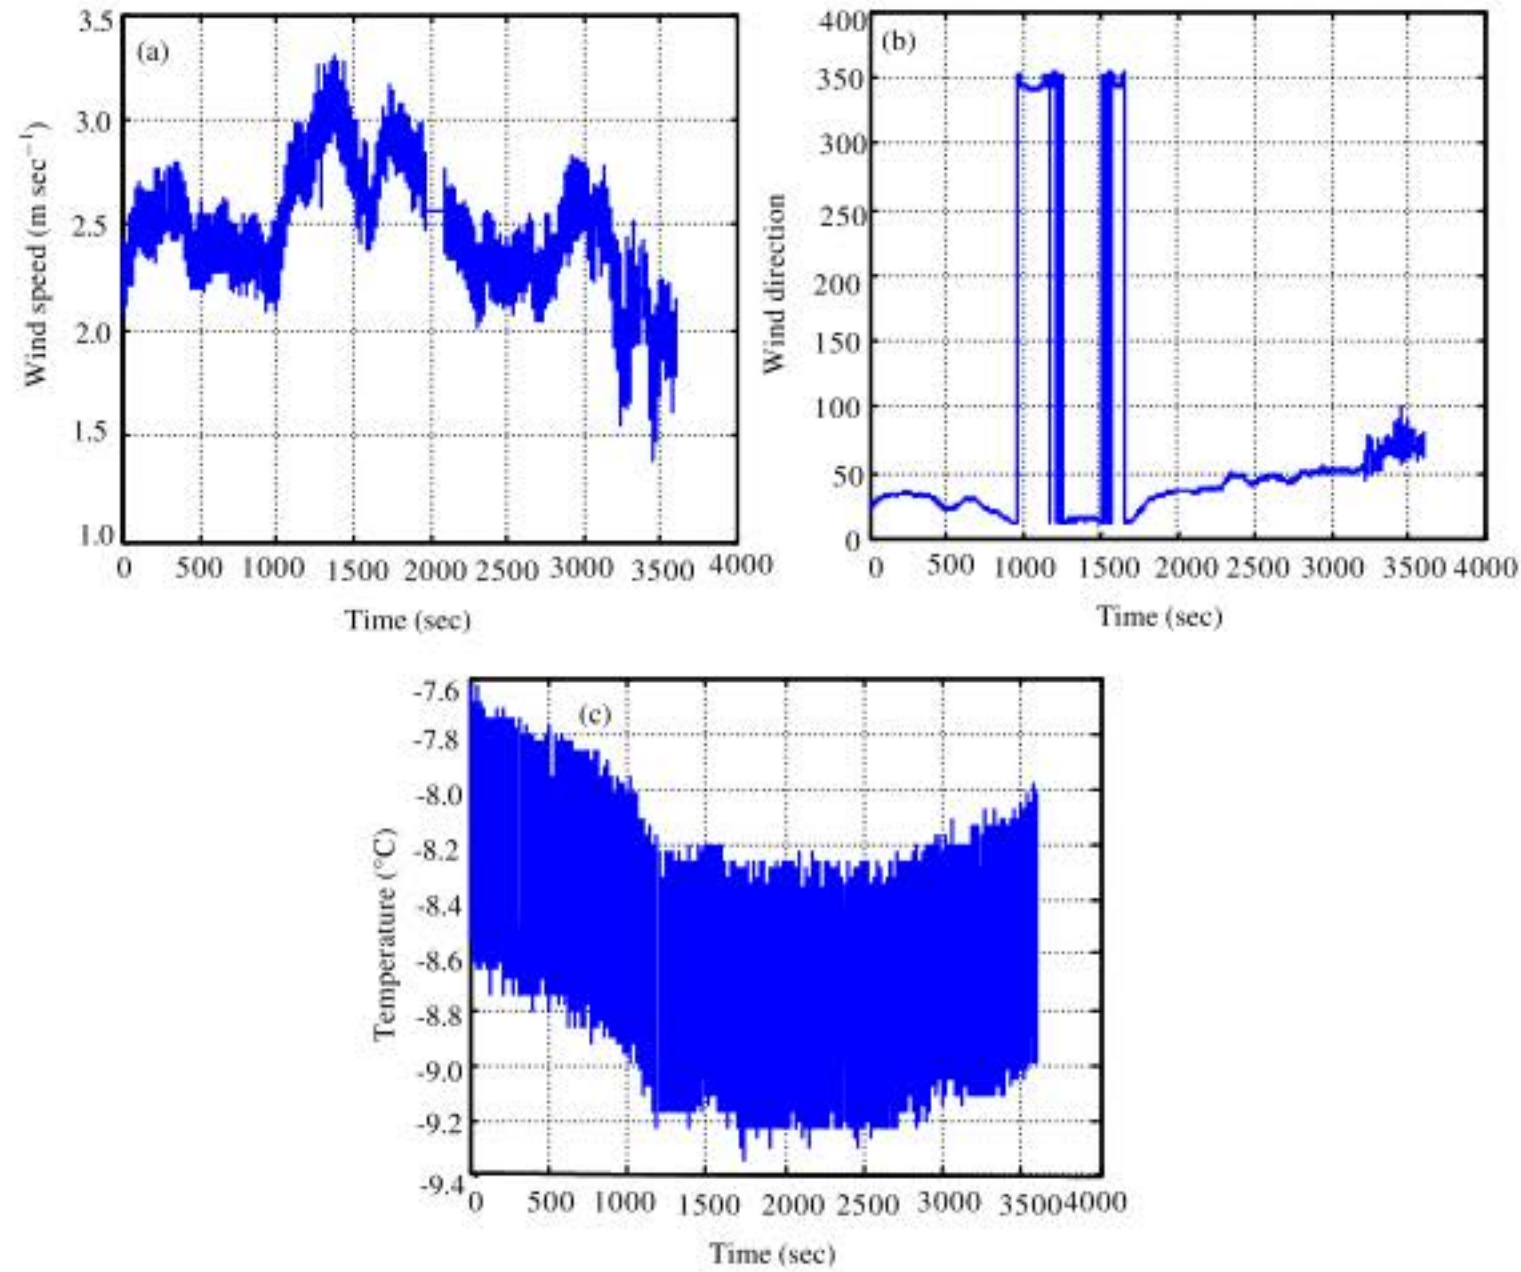 (a)
3.5
3.0
2.5
2.0
1.5
1.0
Wind speed (m sec⁻¹)
0 500 1000 1500 2000 2500 3000 3500 4000
Time (sec)
(b)
400
350
300
250
200
150
100
50
0
Wind direction
0 500 1000 1500 2000 2500 3000 3500 4000
Time (sec)
(c)
-7.6
-7.8
-8.0
-8.2
-8.4
-8.6
-8.8
-9.0
-9.2
-9.4
Temperature (°C)
0 500 1000 1500 2000 2500 3000 3500 4000
Time (sec)